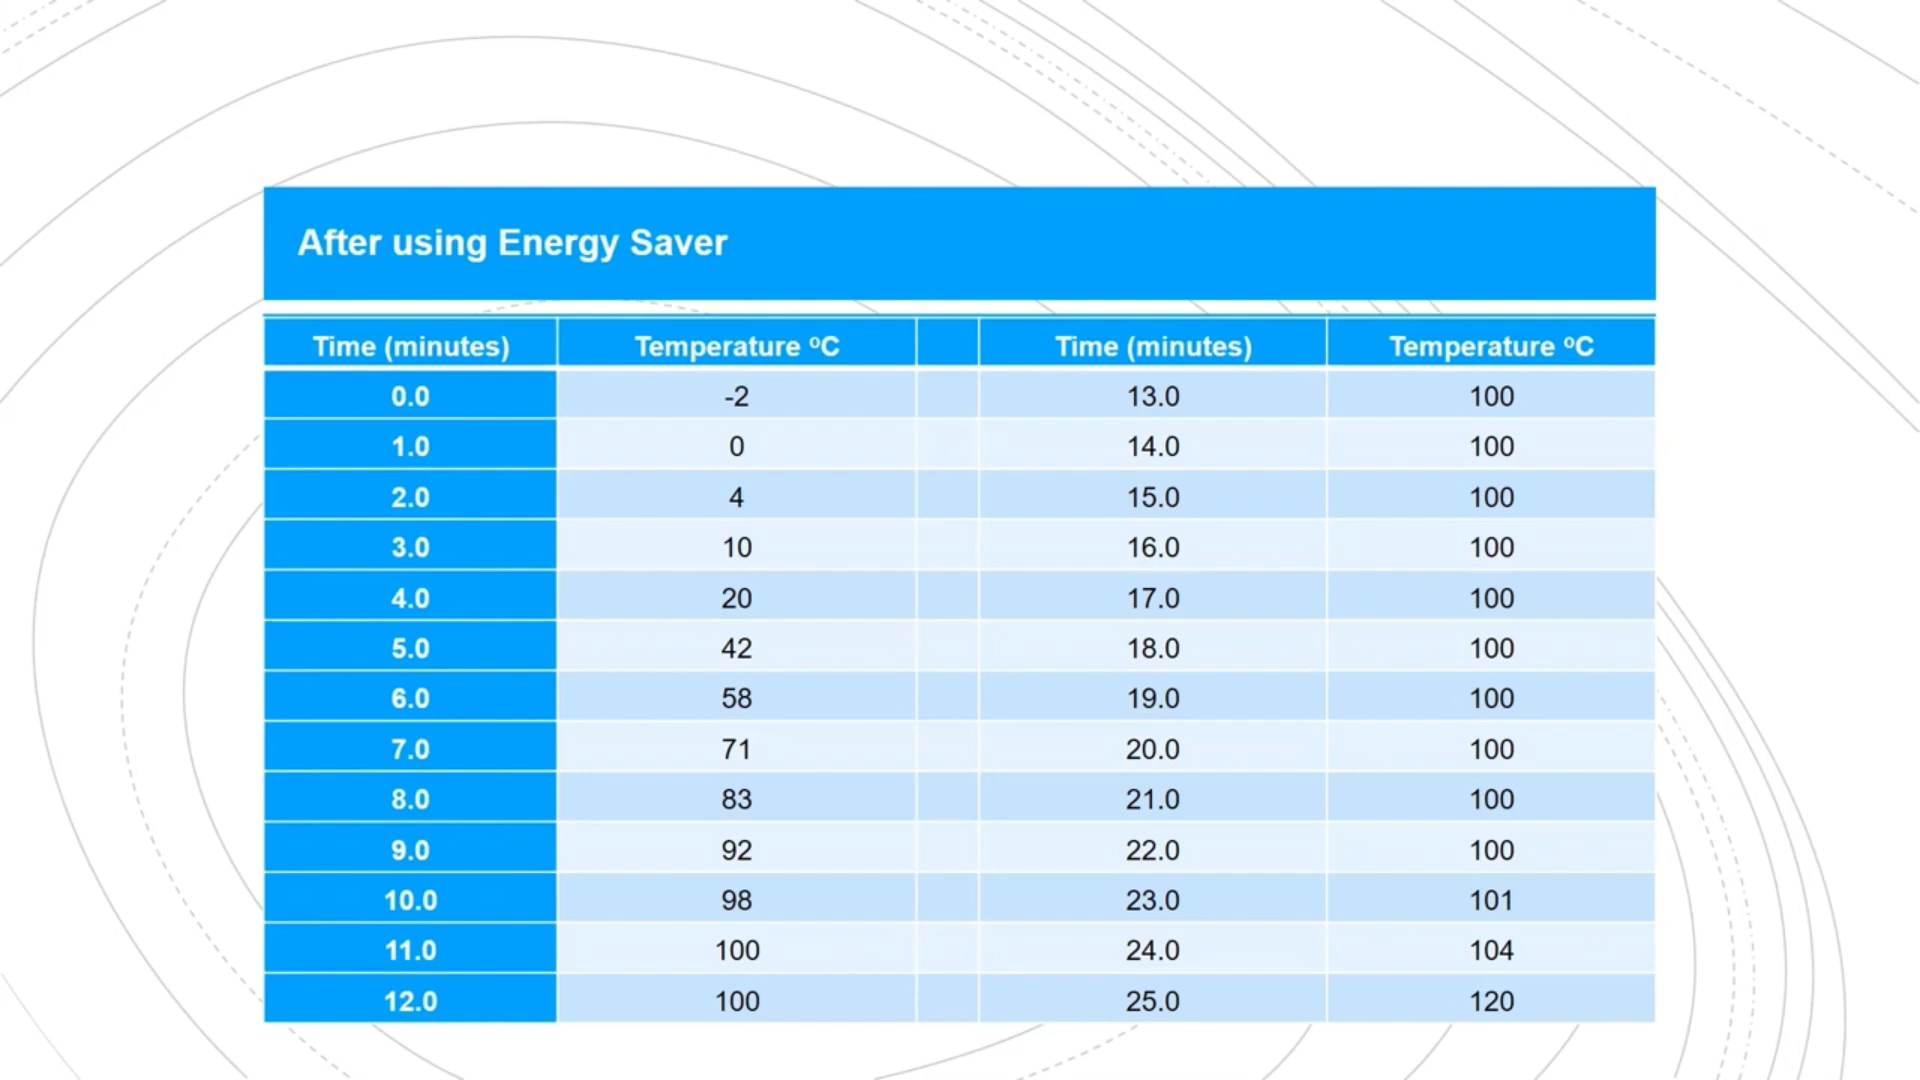 After using Energy Saver
Time (minutes) Temperature ºC Time (minutes) Temperature ºC
0.0 -2 13.0 100
1.0 0 14.0 100
2.0 4 15.0 100
3.0 10 16.0 100
4.0 20 17.0 100
5.0 42 18.0 100
6.0 58 19.0 100
7.0 71 20.0 100
8.0 83 21.0 100
9.0 92 22.0 100
10.0 98 23.0 101
11.0 100 24.0 104
12.0 100 25.0 120